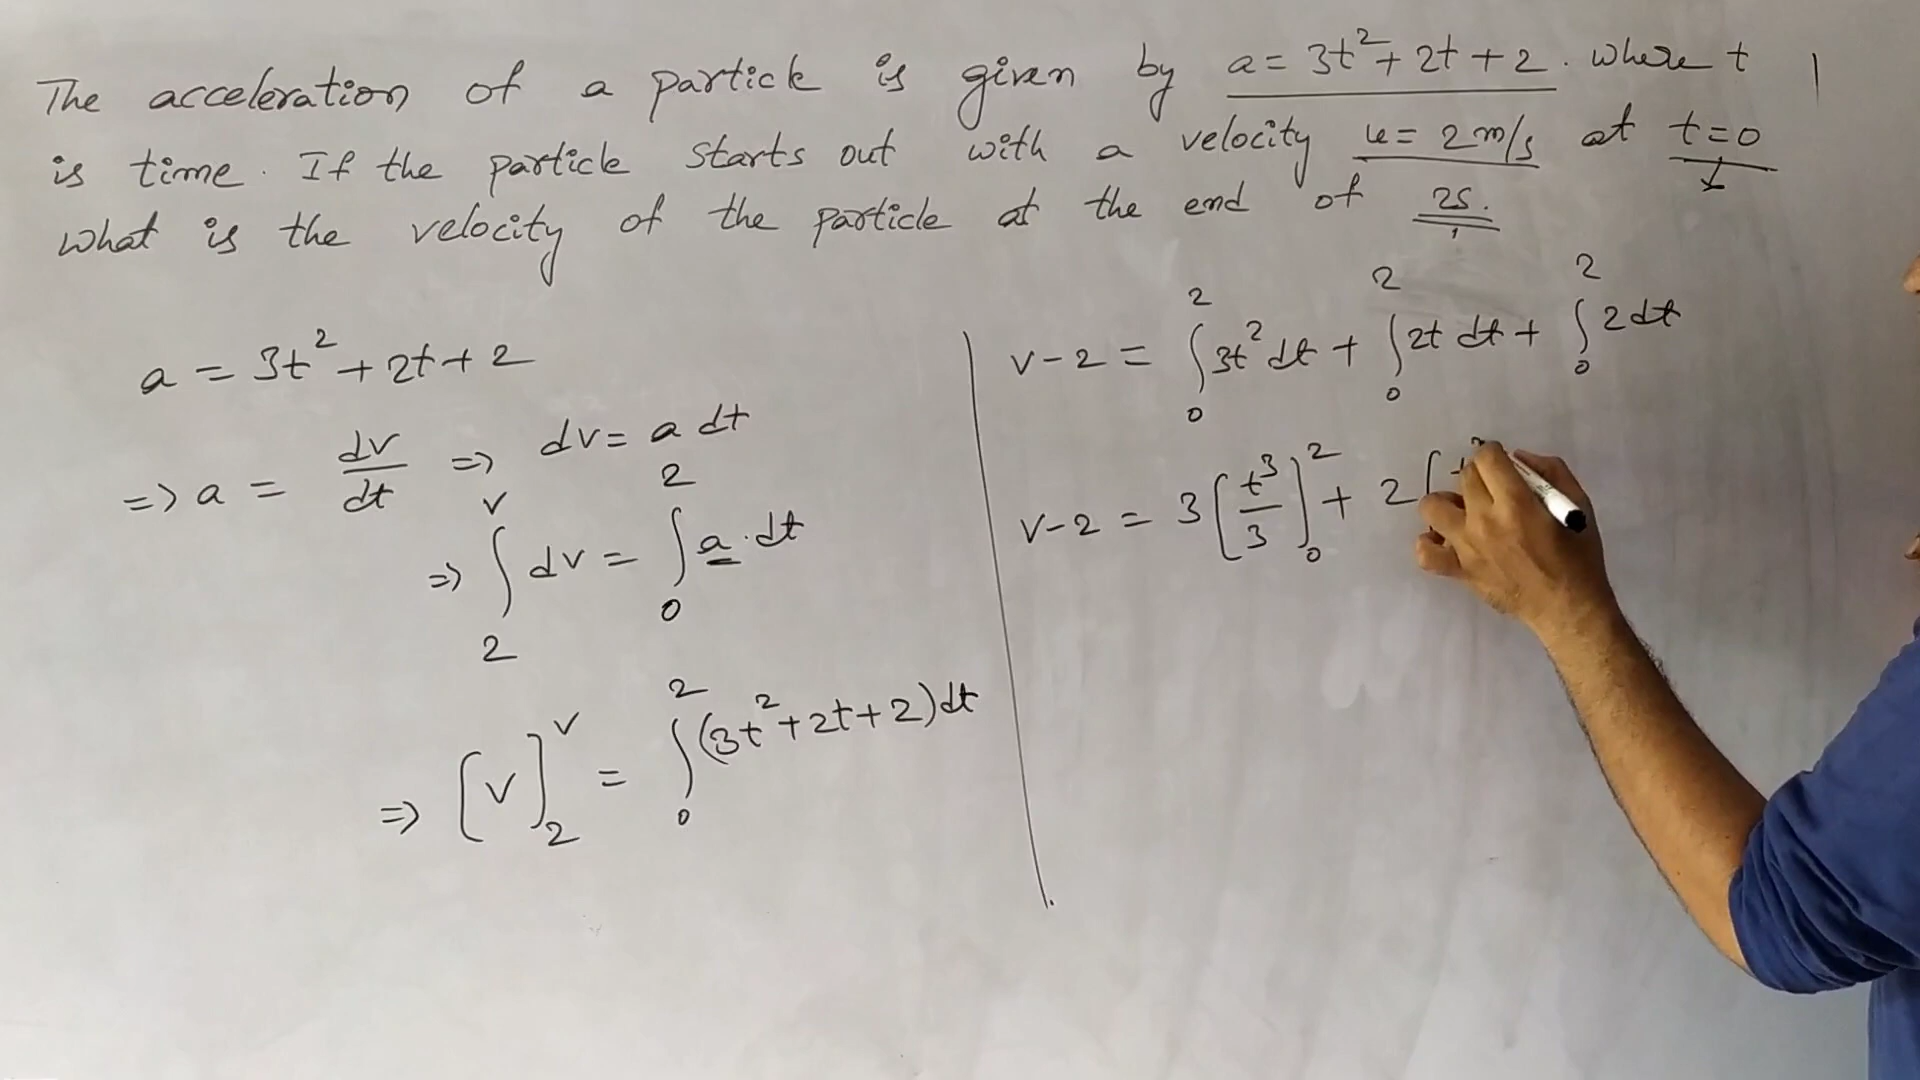 The acceleration of a particle is given by a = 3t² + 2t + 2. where t
is time. If the particle starts out with a velocity u = 2 m/s at t=0
what is the velocity of the particle at the end of 2s.
a = 3t² + 2t + 2
=> a = dv/dt => dv = a dt
=> ∫₂ᵛ dv = ∫₀² a · dt
=> [v]₂ᵛ = ∫₀² (3t² + 2t + 2) dt
v - 2 = ∫₀² 3t² dt + ∫₀² 2t dt + ∫₀² 2 dt
v - 2 = 3 [t³/3]₀² + 2 [